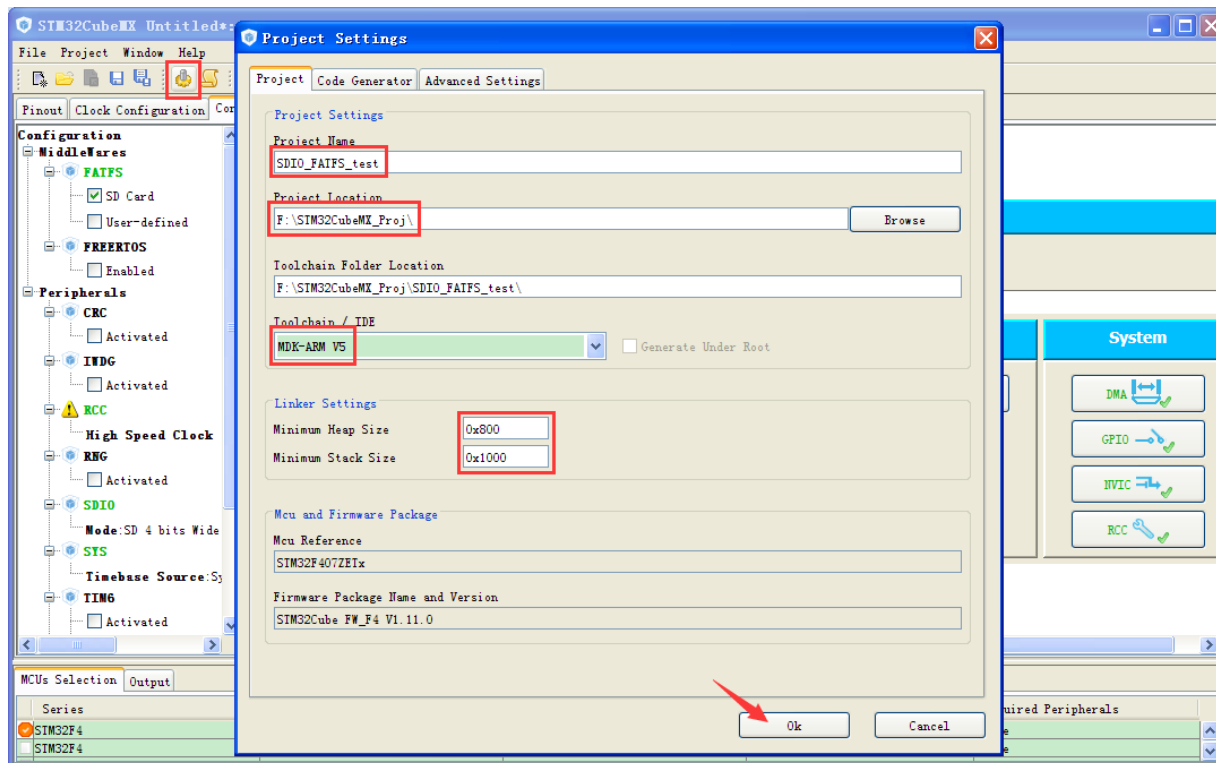 STM32CubeMX Untitled*:
File Project Window Help
Pinout Clock Configuration Con
Configuration
MiddleWares
FATFS
SD Card
User-defined
FREERTOS
Enabled
Peripherals
CRC
Activated
IWDG
Activated
RCC
High Speed Clock
RNG
Activated
SDIO
Mode:SD 4 bits Wide
SYS
Timebase Source:Sy
TIM6
Activated
MCUs Selection Output
Series
STM32F4
STM32F4
Project Settings
Project Code Generator Advanced Settings
Project Settings
Project Name
SDIO_FATFS_test
Project Location
F:\STM32CubeMX_Proj\
Browse
Toolchain Folder Location
F:\STM32CubeMX_Proj\SDIO_FATFS_test\
Toolchain / IDE
MDK-ARM V5
Generate Under Root
Linker Settings
Minimum Heap Size 0x800
Minimum Stack Size 0x1000
Mcu and Firmware Package
Mcu Reference
STM32F407ZETx
Firmware Package Name and Version
STM32Cube FW_F4 V1.11.0
Ok Cancel
System
DMA
GPIO
NVIC
RCC
uired Peripherals
e
e